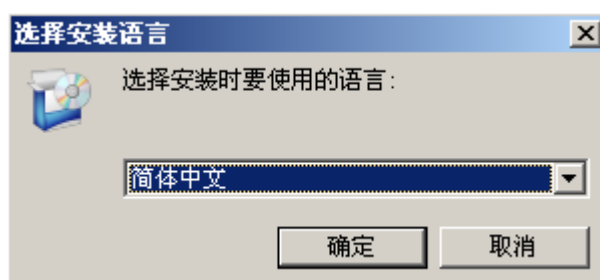 选择安装语言
选择安装时要使用的语言:
简体中文
确定
取消